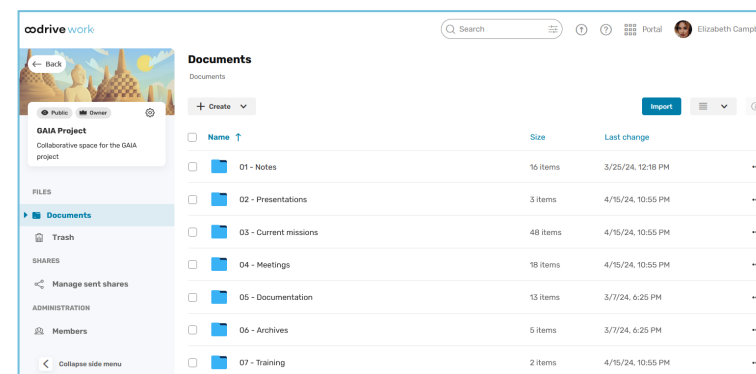 oodrive work
Search
Portal
Elizabeth Campb
← Back
Documents
Documents
Public
Owner
GAIA Project
Collaborative space for the GAIA
project
+ Create
Import
Name ↑
Size
Last change
01 - Notes
16 items
3/25/24, 12:18 PM
02 - Presentations
3 items
4/15/24, 10:55 PM
03 - Current missions
48 items
4/15/24, 10:55 PM
04 - Meetings
18 items
4/15/24, 10:55 PM
05 - Documentation
13 items
3/7/24, 6:25 PM
06 - Archives
5 items
3/7/24, 6:25 PM
07 - Training
2 items
4/15/24, 10:55 PM
FILES
Documents
Trash
SHARES
Manage sent shares
ADMINISTRATION
Members
Collapse side menu